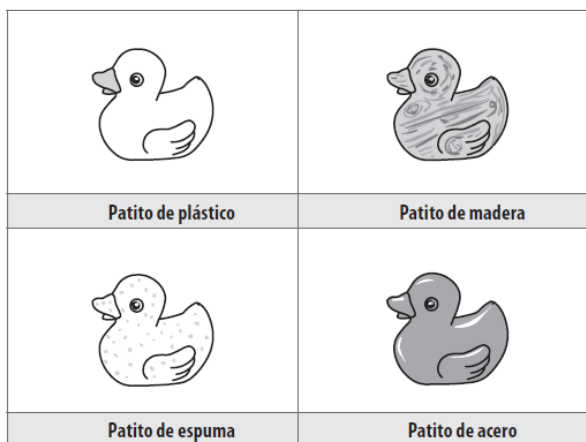 Patito de plástico
Patito de madera
Patito de espuma
Patito de acero